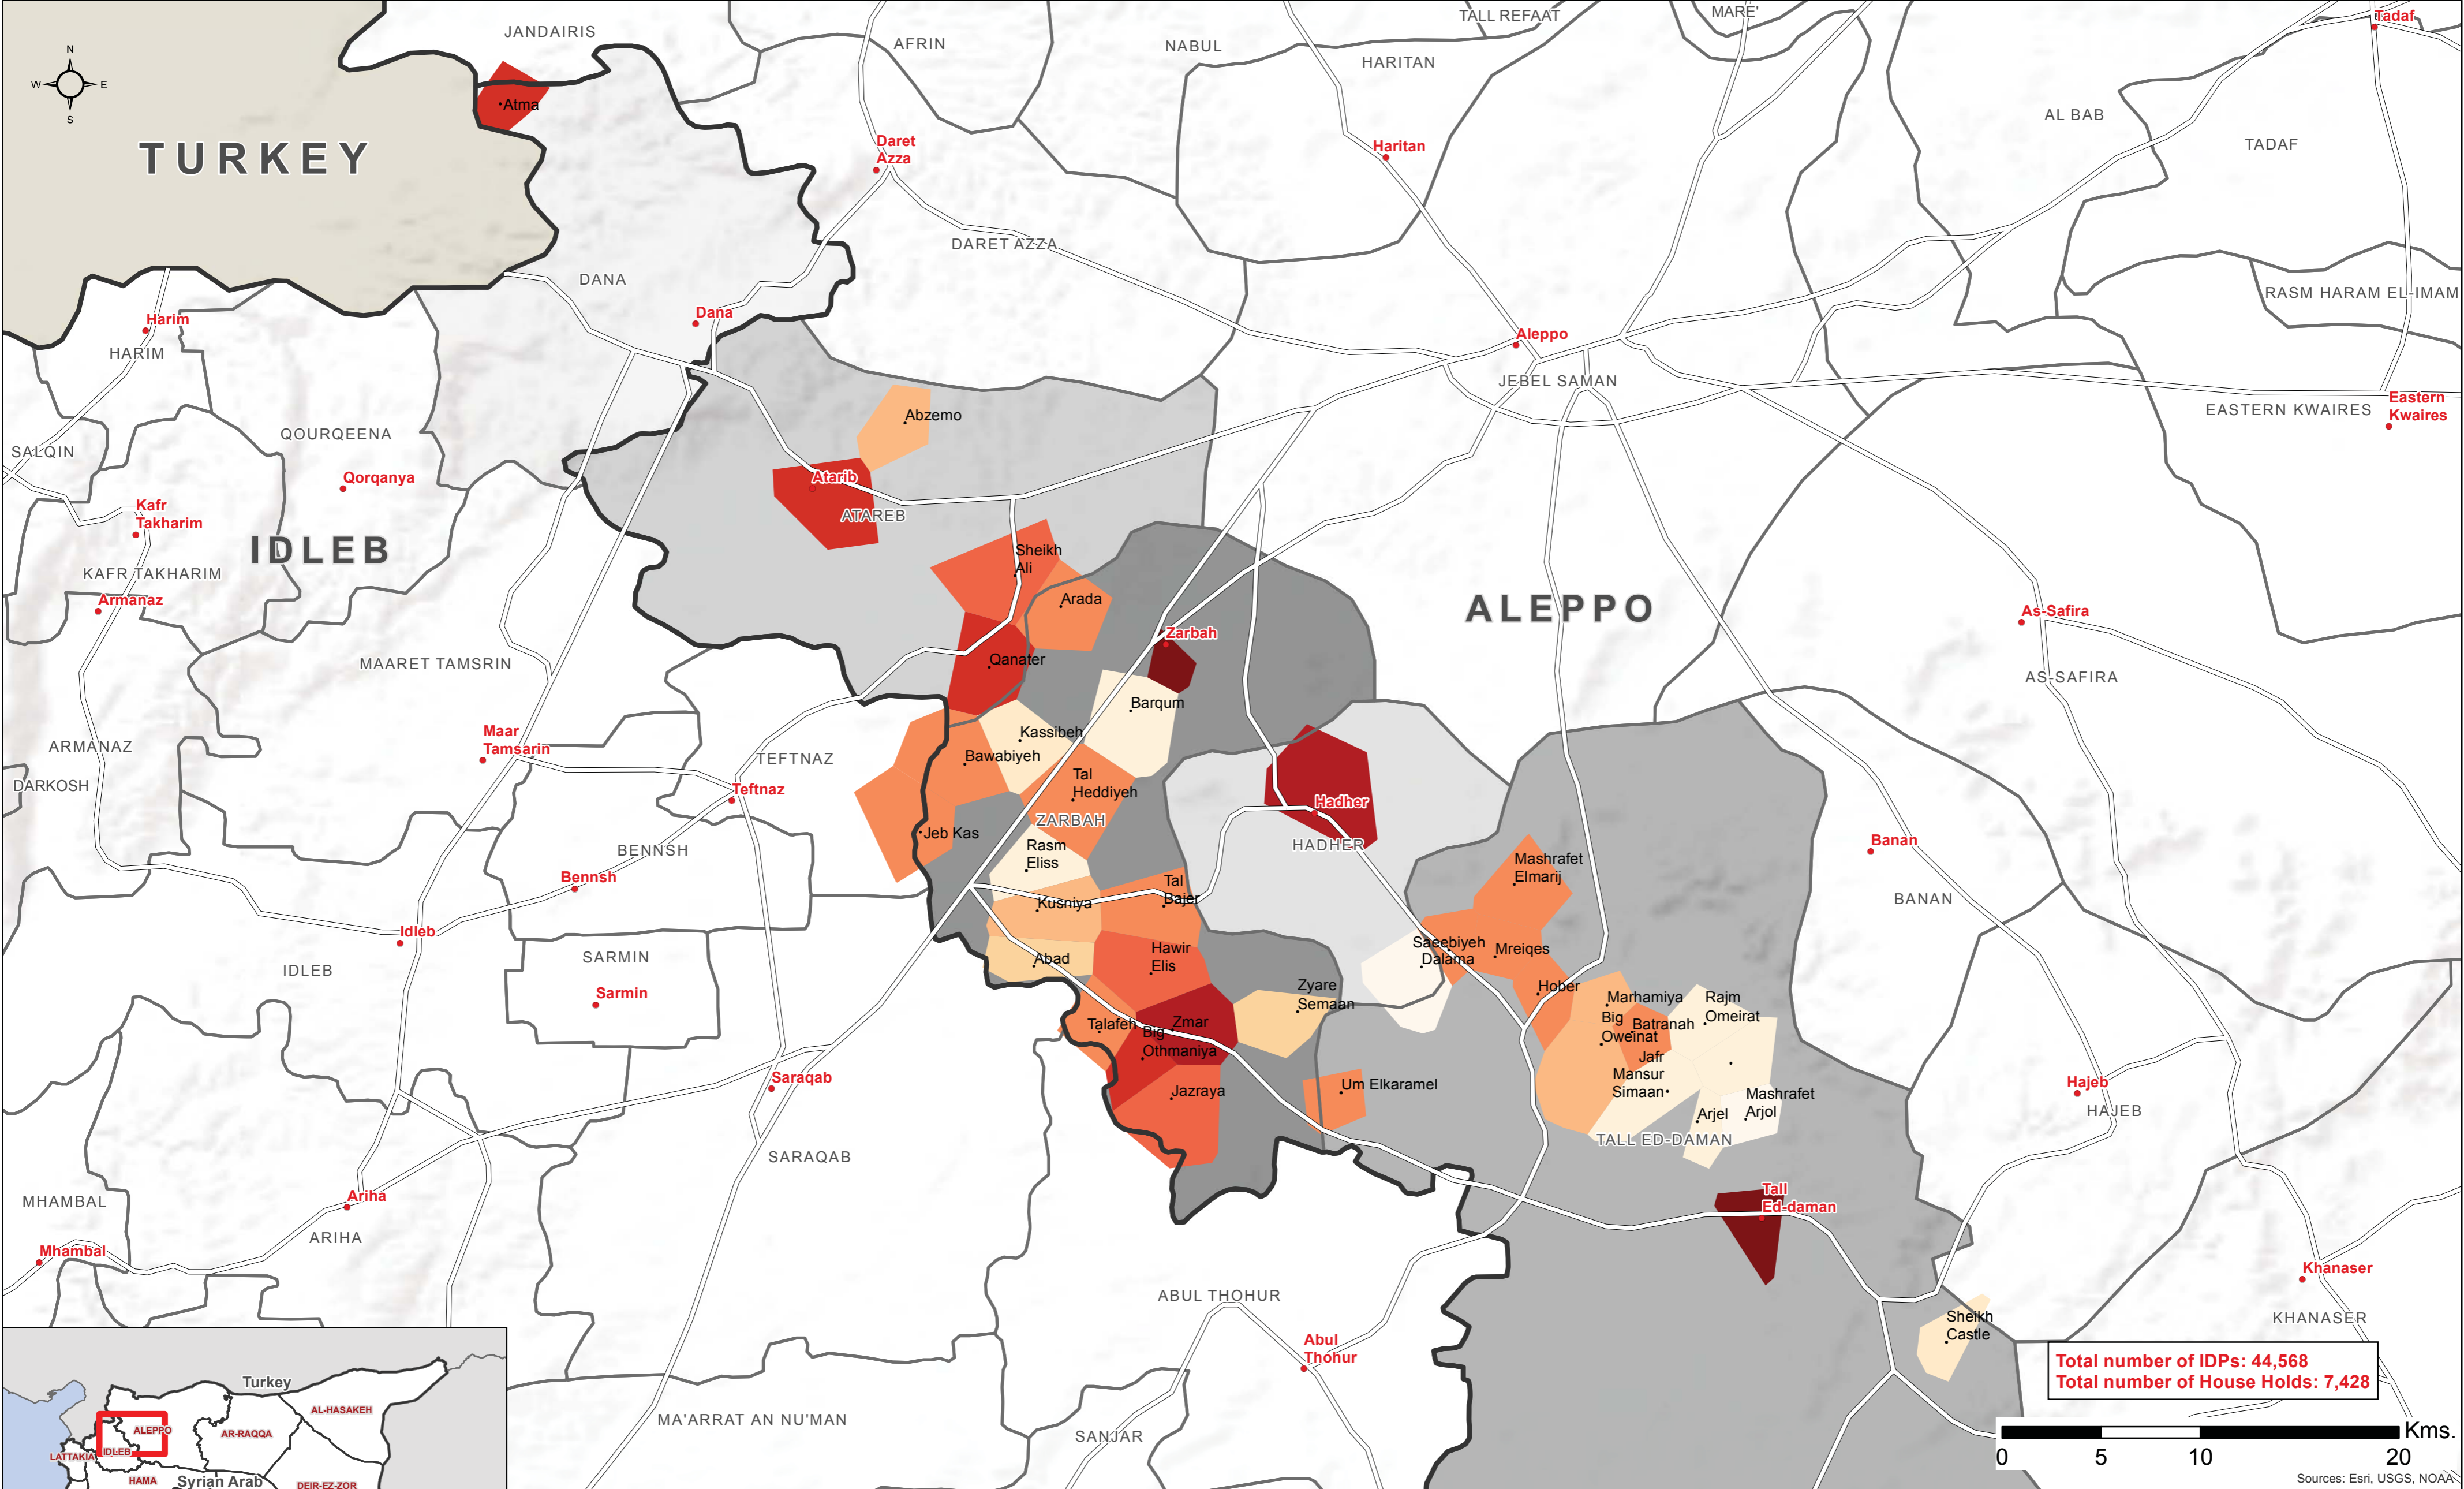 JANDAIRIS
AFRIN
NABUL
TALL REFAAT
MARE'
HARITAN
Tadaf
N
W
E
S
Atma
TURKEY
Daret
Azza
Haritan
AL BAB
TADAF
DARET AZZA
DANA
Dana
RASM HARAM EL-IMAM
Harim
HARIM
Aleppo
JEBEL SAMAN
Eastern
Kwaires
EASTERN KWAIRES
Abzemo
QOURQEENA
SALQIN
Qorqanya
Atarib
ATAREB
Kafr
Takharim
IDLEB
KAFR TAKHARIM
Armanaz
Sheikh
Ali
Arada
ALEPPO
As-Safira
Zarbah
MAARET TAMSRIN
Qanater
AS-SAFIRA
Barqum
Maar
Tamsarin
ARMANAZ
DARKOSH
Kassibeh
Bawabiyeh
TEFTNAZ
Teftnaz
Tal
Heddiyeh
Hadher
ZARBAH
Jeb Kas
HADHER
Banan
BENNSH
Rasm
Eliss
Mashrafet
Elmarij
Bennsh
Tal
Bajer
Kusniya
BANAN
Idleb
IDLEB
SARMIN
Sarmin
Abad
Hawir
Elis
Saeebiyeh
Dalama
Mreiqes
Zyare
Semaan
Hober
Marhamiya
Rajm
Omeirat
Big
Oweinat
Batranah
Talafeh
Zmar
Big
Othmaniya
Jafr
Mansur
Simaan
Saraqab
Jazraya
Um Elkaramel
Mashrafet
Arjol
Arjel
Hajeb
HAJEB
TALL ED-DAMAN
SARAQAB
MHAMBAL
Ariha
ARIHA
Mhambal
Tall
Ed-daman
Khanaser
ABUL THOHUR
Abul
Thohur
Sheikh
Castle
KHANASER
Total number of IDPs: 44,568
Total number of House Holds: 7,428
MA'ARRAT AN NU'MAN
SANJAR
Kms.
0
5
10
20
Sources: Esri, USGS, NOAA
Turkey
AL-HASAKEH
ALEPPO
AR-RAQQA
IDLEB
LATTAKIA
HAMA
Syrian Arab
DEIR-EZ-ZOR